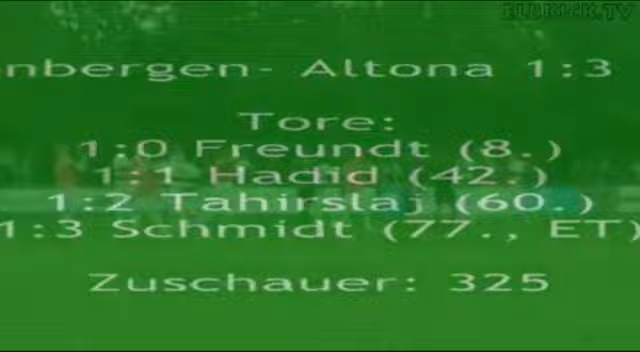 ELBKICK.TV
nbergen- Altona 1:3
Tore:
1:0 Freundt (8.)
1:1 Hadid (42.)
1:2 Tahirslaj (60.)
1:3 Schmidt (77., ET)
Zuschauer: 325